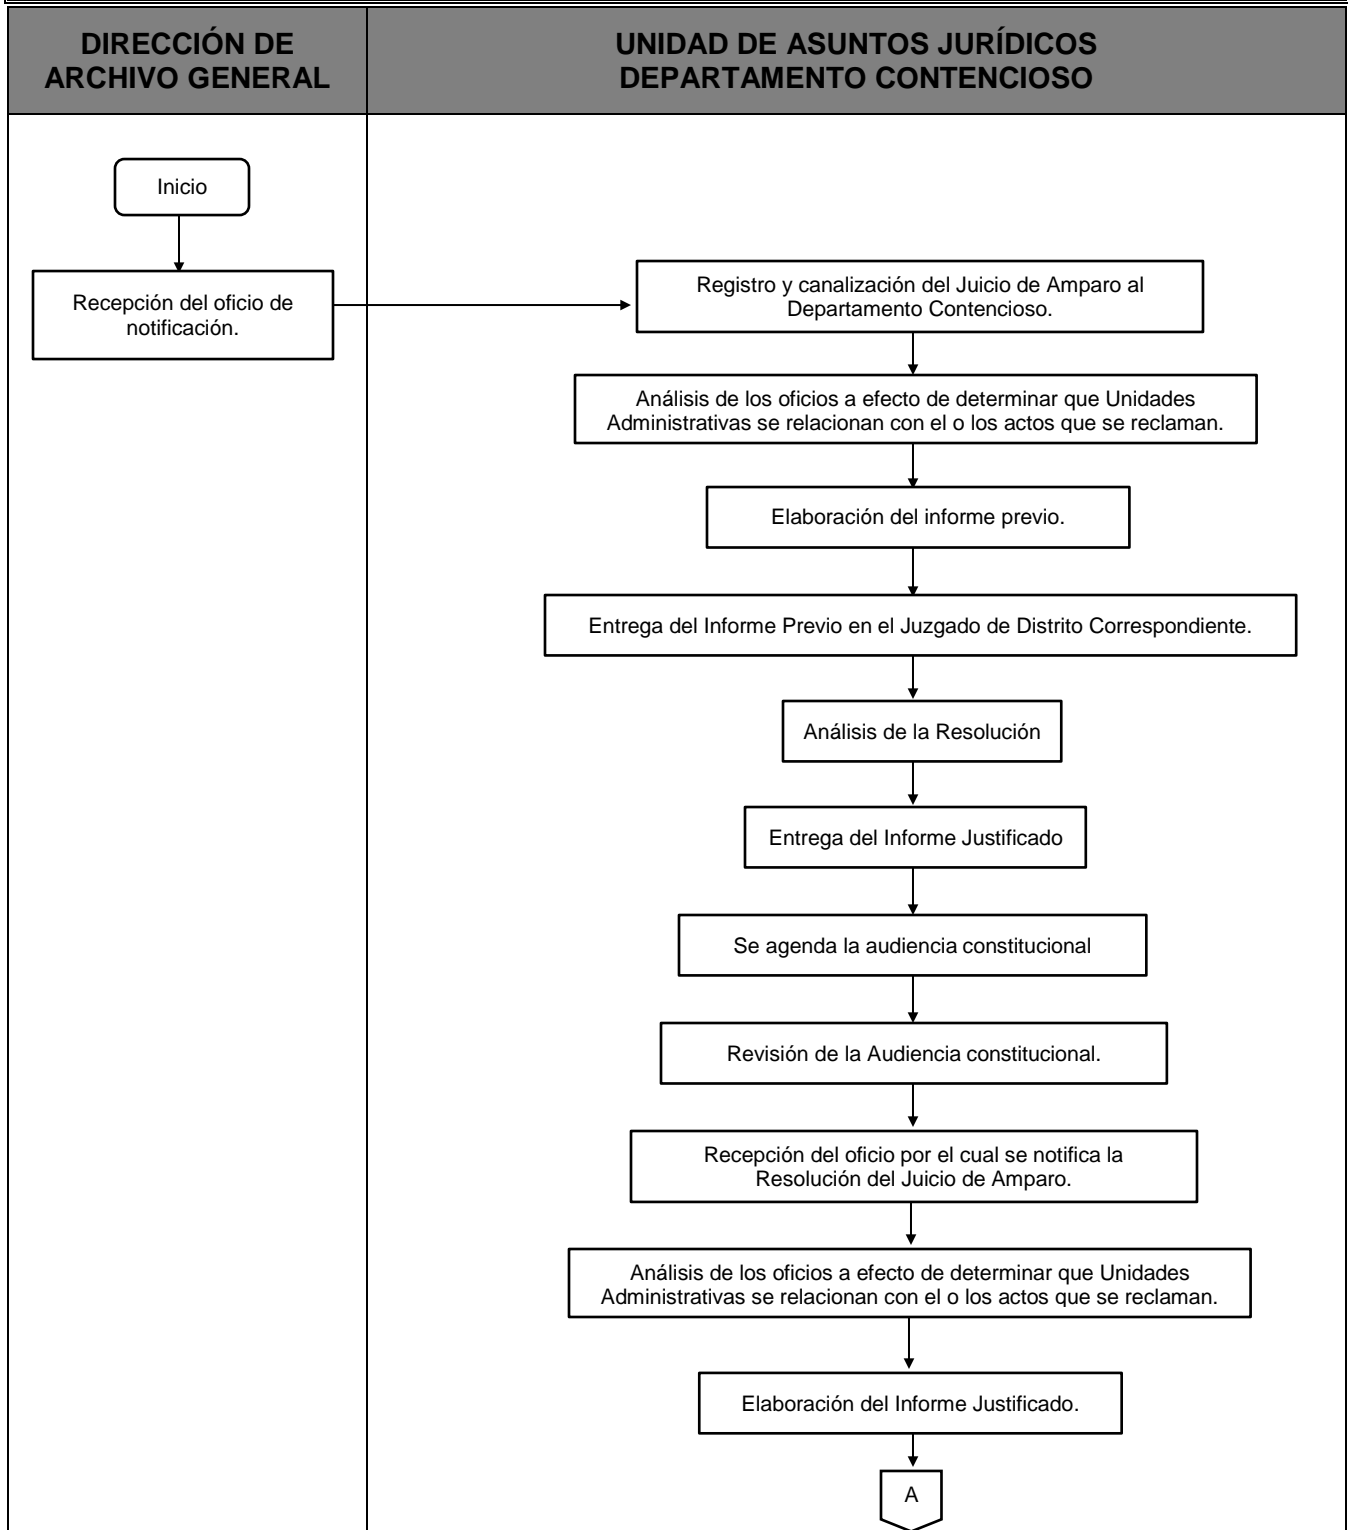 DIRECCIÓN DE
ARCHIVO GENERAL
UNIDAD DE ASUNTOS JURÍDICOS
DEPARTAMENTO CONTENCIOSO
Inicio
Recepción del oficio de
notificación.
Registro y canalización del Juicio de Amparo al
Departamento Contencioso.
Análisis de los oficios a efecto de determinar que Unidades
Administrativas se relacionan con el o los actos que se reclaman.
Elaboración del informe previo.
Entrega del Informe Previo en el Juzgado de Distrito Correspondiente.
Análisis de la Resolución
Entrega del Informe Justificado
Se agenda la audiencia constitucional
Revisión de la Audiencia constitucional.
Recepción del oficio por el cual se notifica la
Resolución del Juicio de Amparo.
Análisis de los oficios a efecto de determinar que Unidades
Administrativas se relacionan con el o los actos que se reclaman.
Elaboración del Informe Justificado.
A